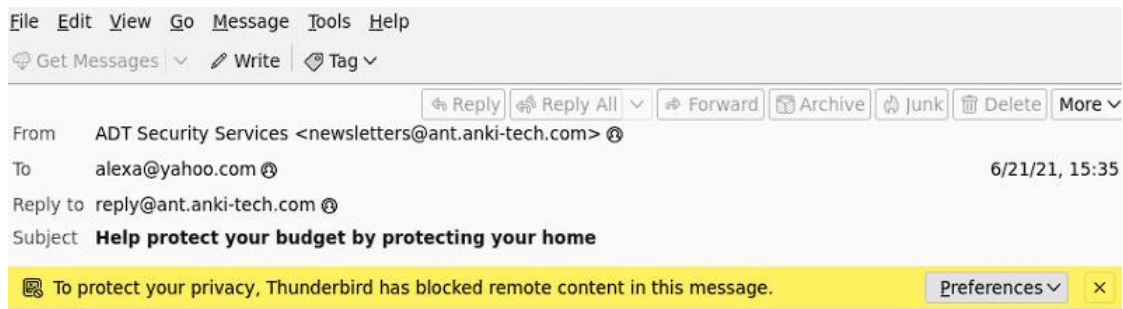 File Edit View Go Message Tools Help
Get Messages Write Tag
Reply Reply All Forward Archive Junk Delete More
From ADT Security Services <newsletters@ant.anki-tech.com>
To alexa@yahoo.com 6/21/21, 15:35
Reply to reply@ant.anki-tech.com
Subject Help protect your budget by protecting your home
To protect your privacy, Thunderbird has blocked remote content in this message. Preferences